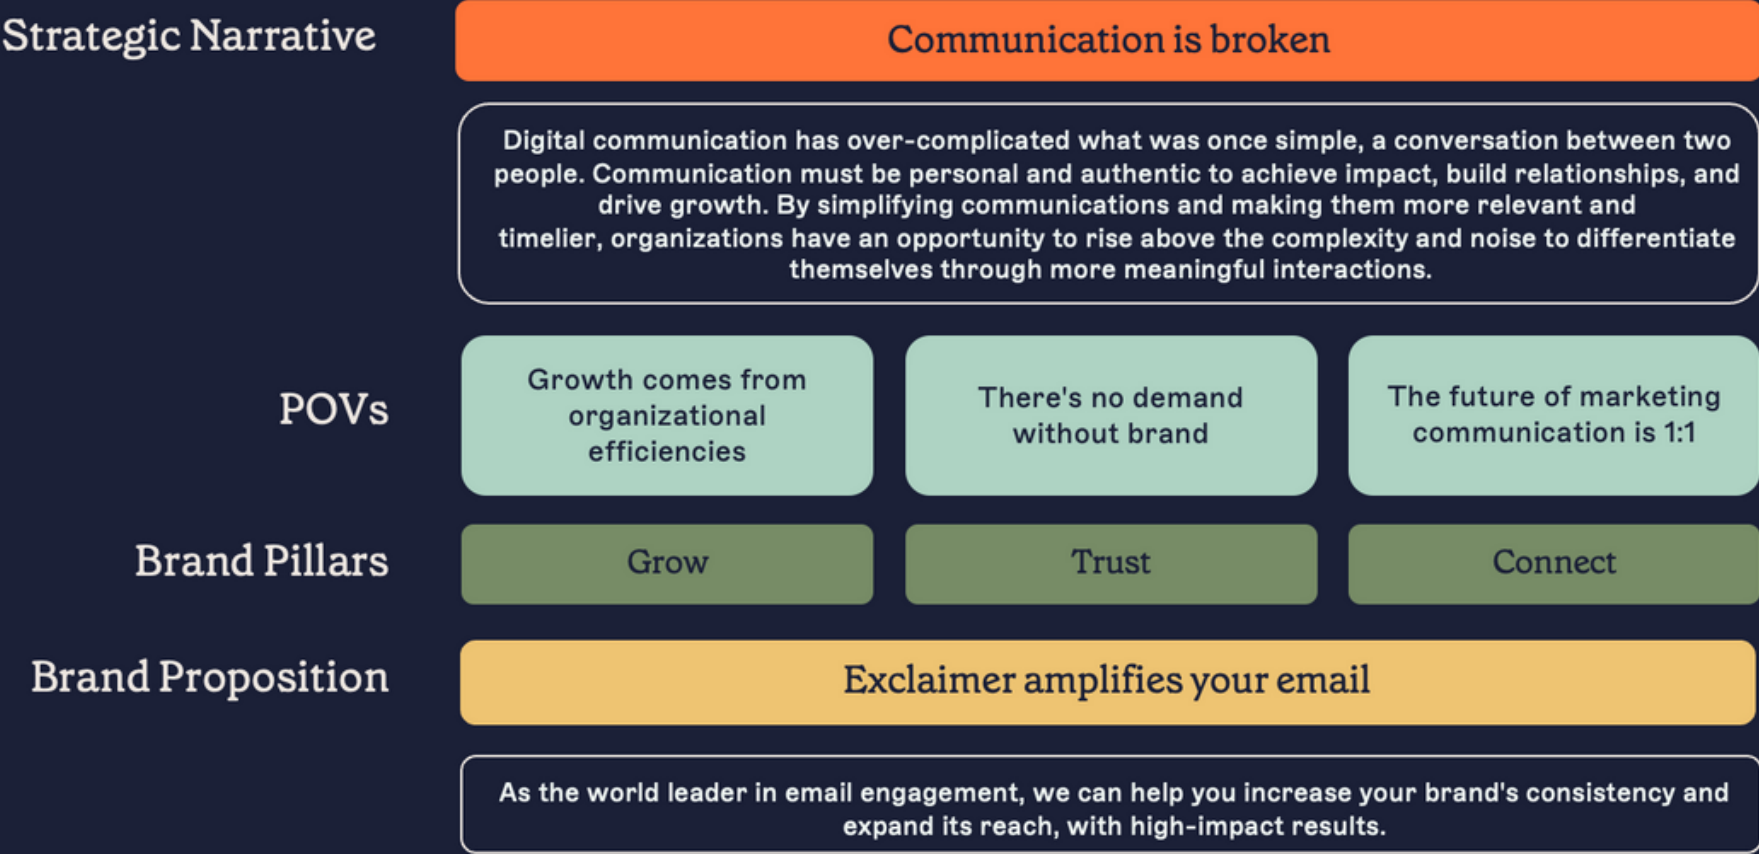 Strategic Narrative
Communication is broken
Digital communication has over-complicated what was once simple, a conversation between two
people. Communication must be personal and authentic to achieve impact, build relationships, and
drive growth. By simplifying communications and making them more relevant and
timelier, organizations have an opportunity to rise above the complexity and noise to differentiate
themselves through more meaningful interactions.
POVs
Growth comes from
organizational
efficiencies
There's no demand
without brand
The future of marketing
communication is 1:1
Brand Pillars
Grow
Trust
Connect
Brand Proposition
Exclaimer amplifies your email
As the world leader in email engagement, we can help you increase your brand's consistency and
expand its reach, with high-impact results.